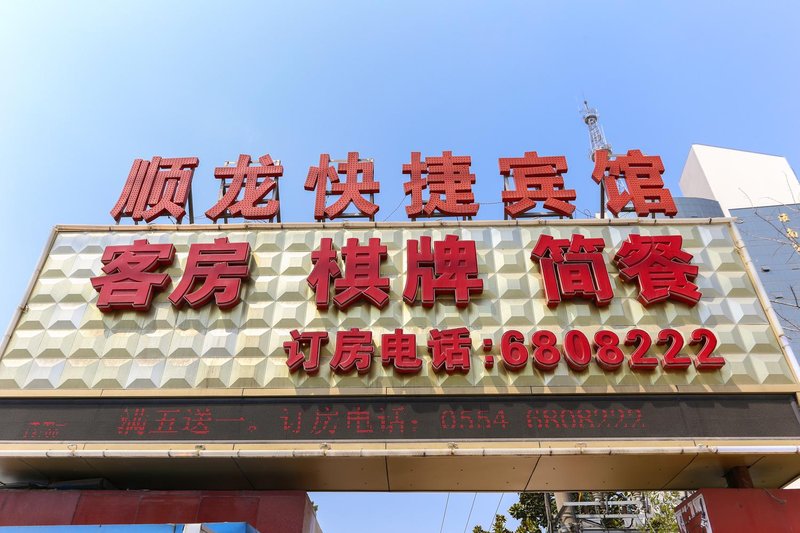 顺龙快捷宾馆
客房 棋牌 简餐
订房电话:6808222
满五送一。订房电话：0554 6808222